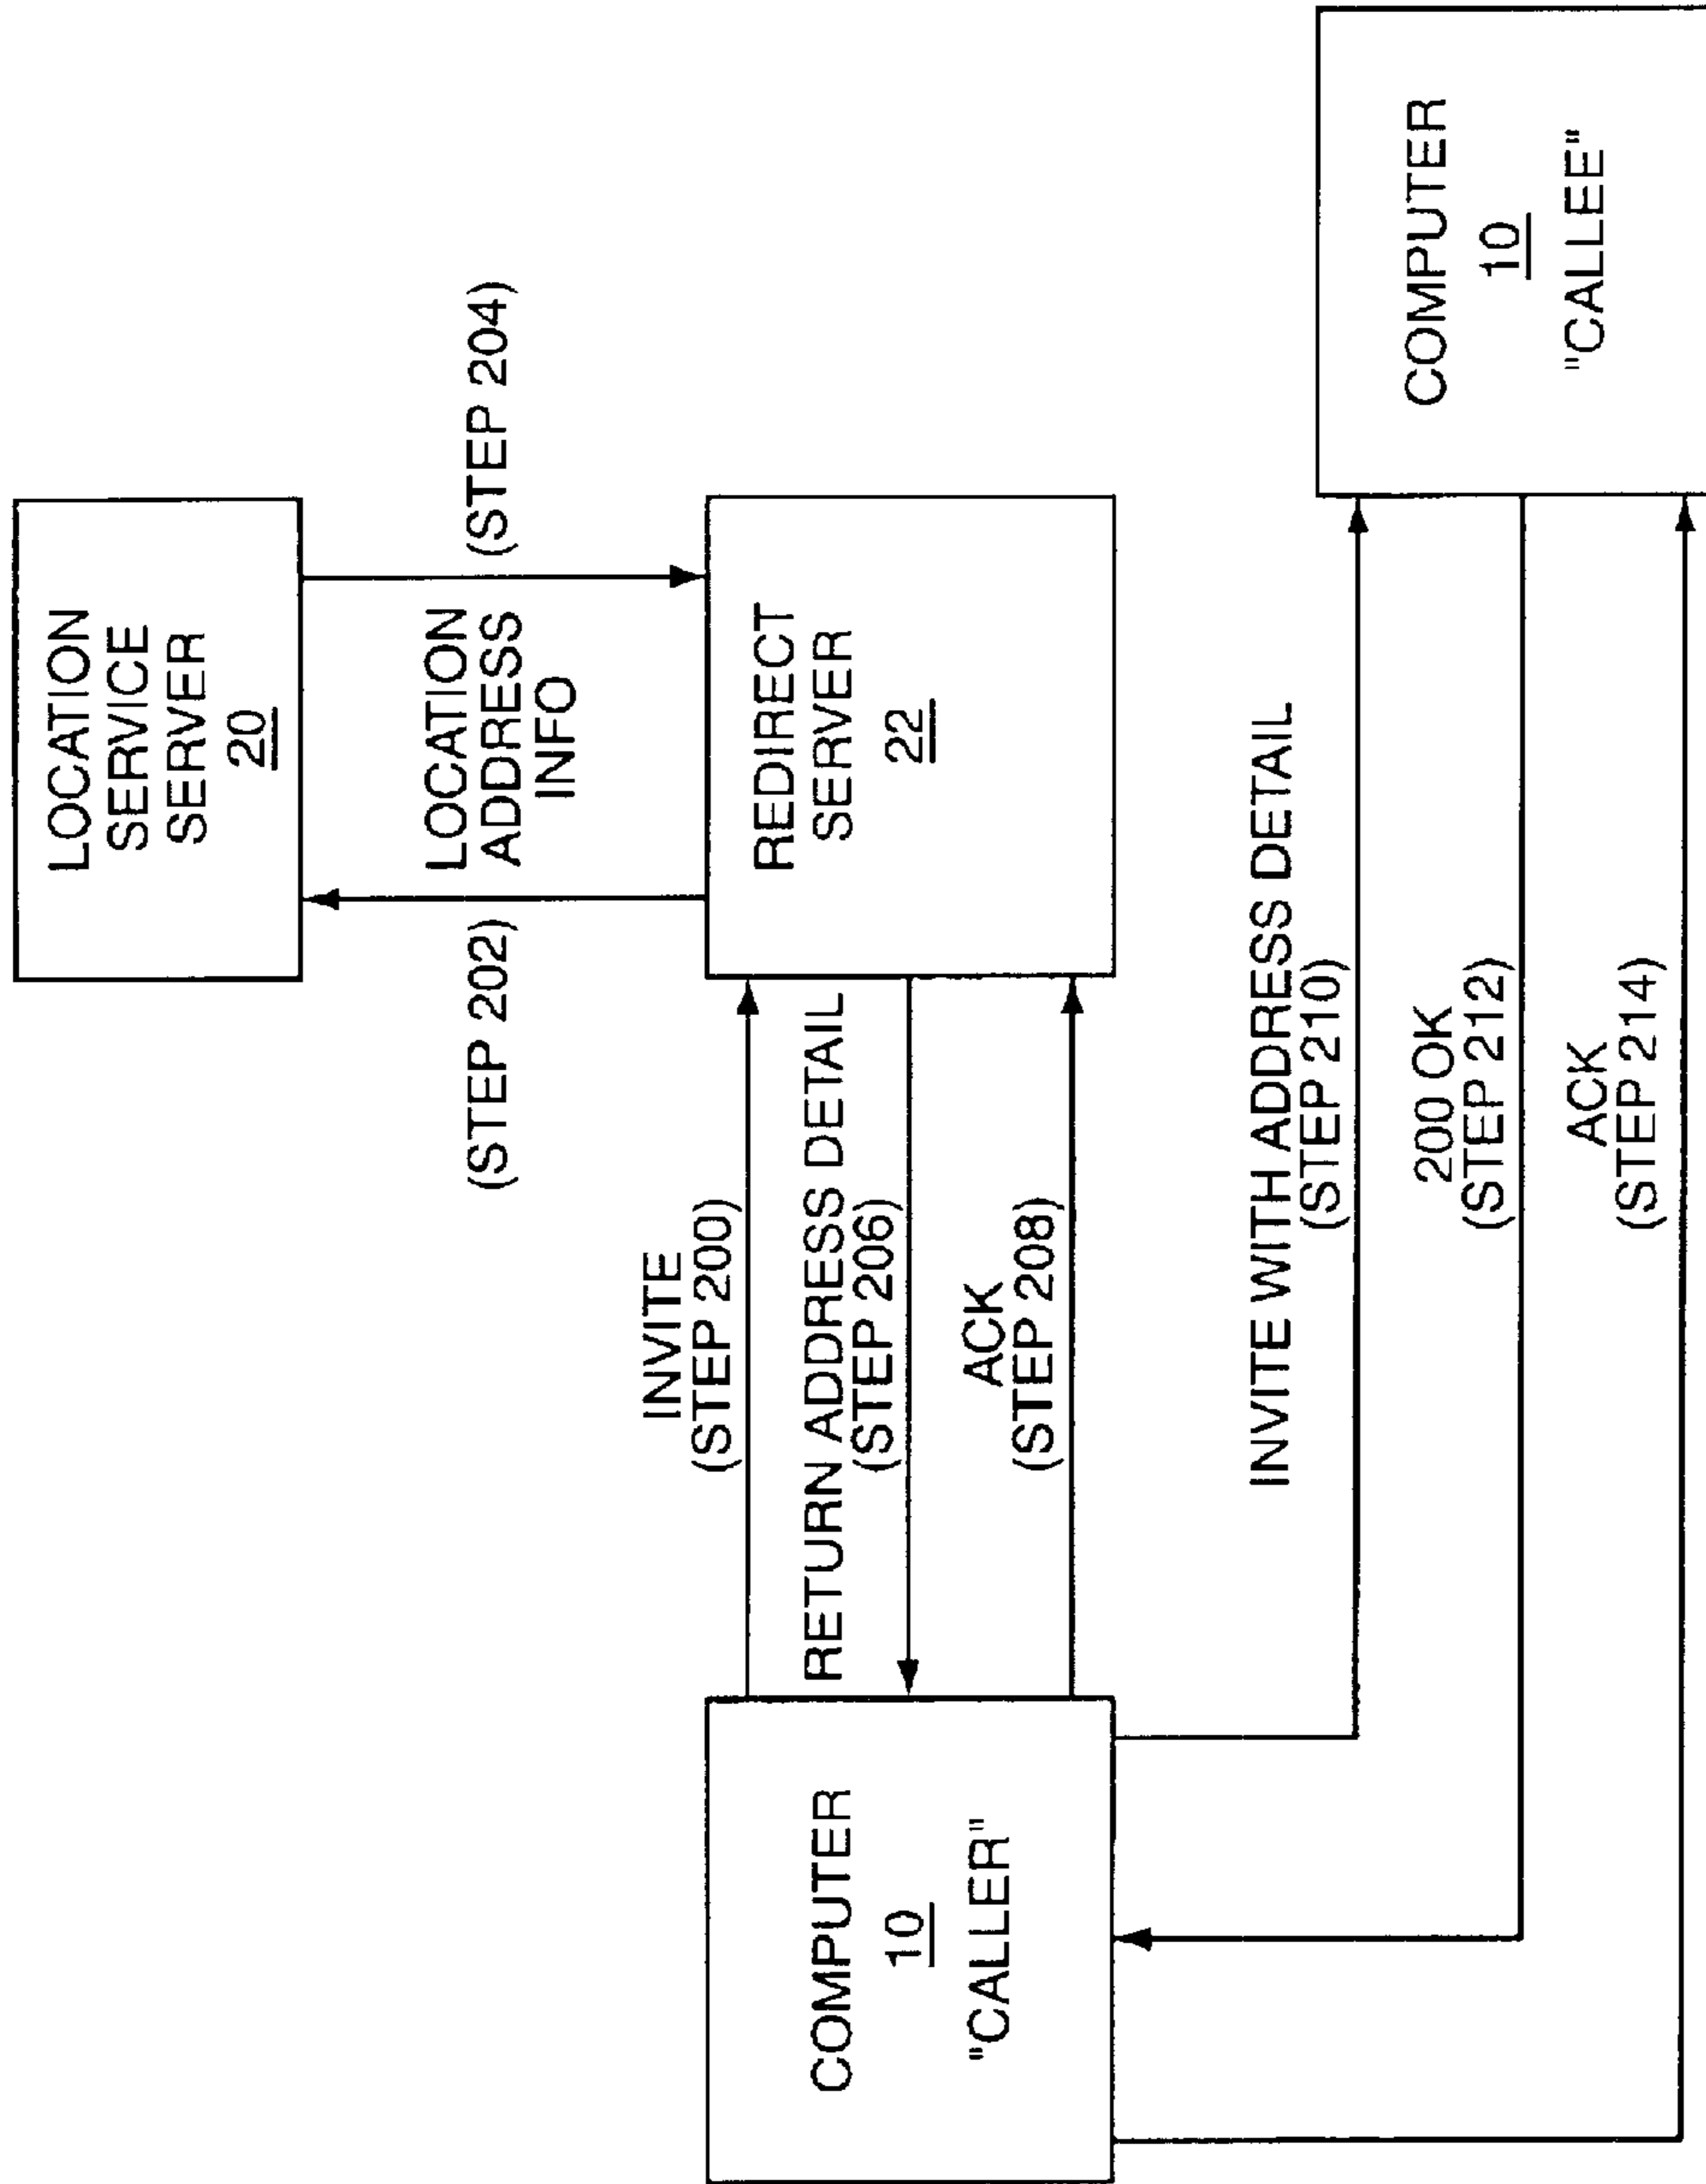 LOCATION
SERVICE
SERVER
20
(STEP 202)
LOCATION
ADDRESS
INFO
(STEP 204)
INVITE
(STEP 200)
RETURN ADDRESS DETAIL
(STEP 206)
ACK
(STEP 208)
COMPUTER
10
"CALLER"
REDIRECT
SERVER
22
INVITE WITH ADDRESS DETAIL
(STEP 210)
200 OK
(STEP 212)
ACK
(STEP 214)
COMPUTER
10
"CALLEE"